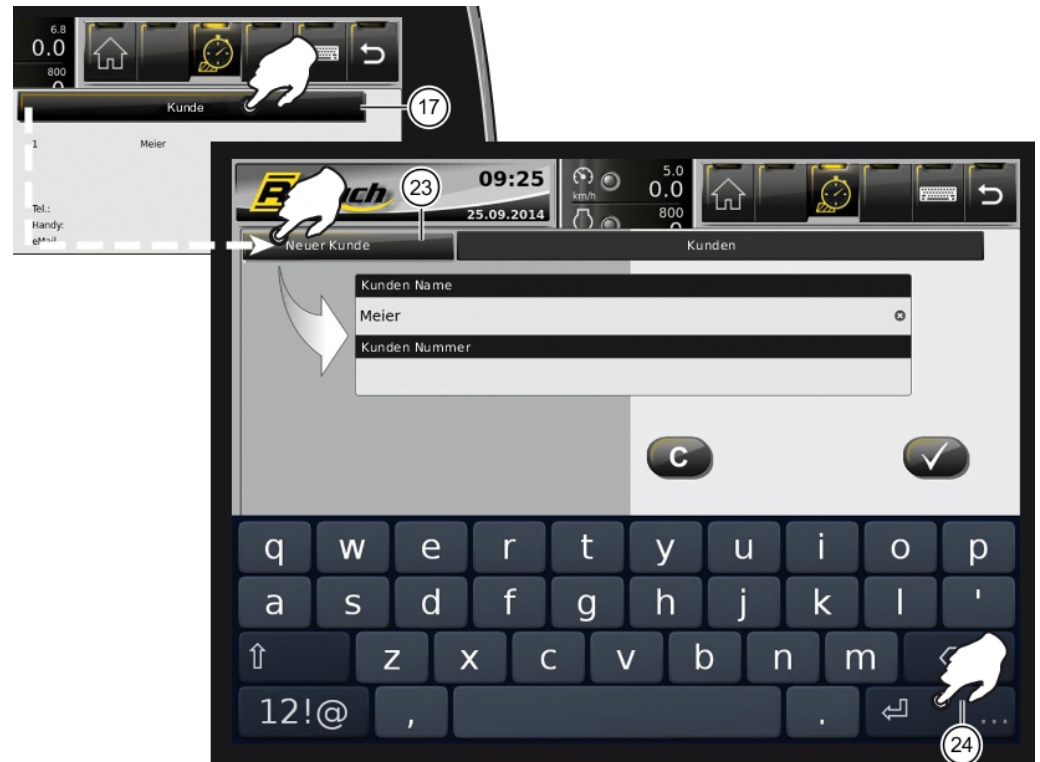 6.8
0.0
800
Kunde
17
1 Meier
Tel.:
Handy:
eMail
23
09:25
25.09.2014
km/h
5.0
0.0
800
Neuer Kunde
Kunden
Kunden Name
Meier
Kunden Nummer
C
q w e r t y u i o p
a s d f g h j k l '
z x c v b n m
12!@ , . ...
24